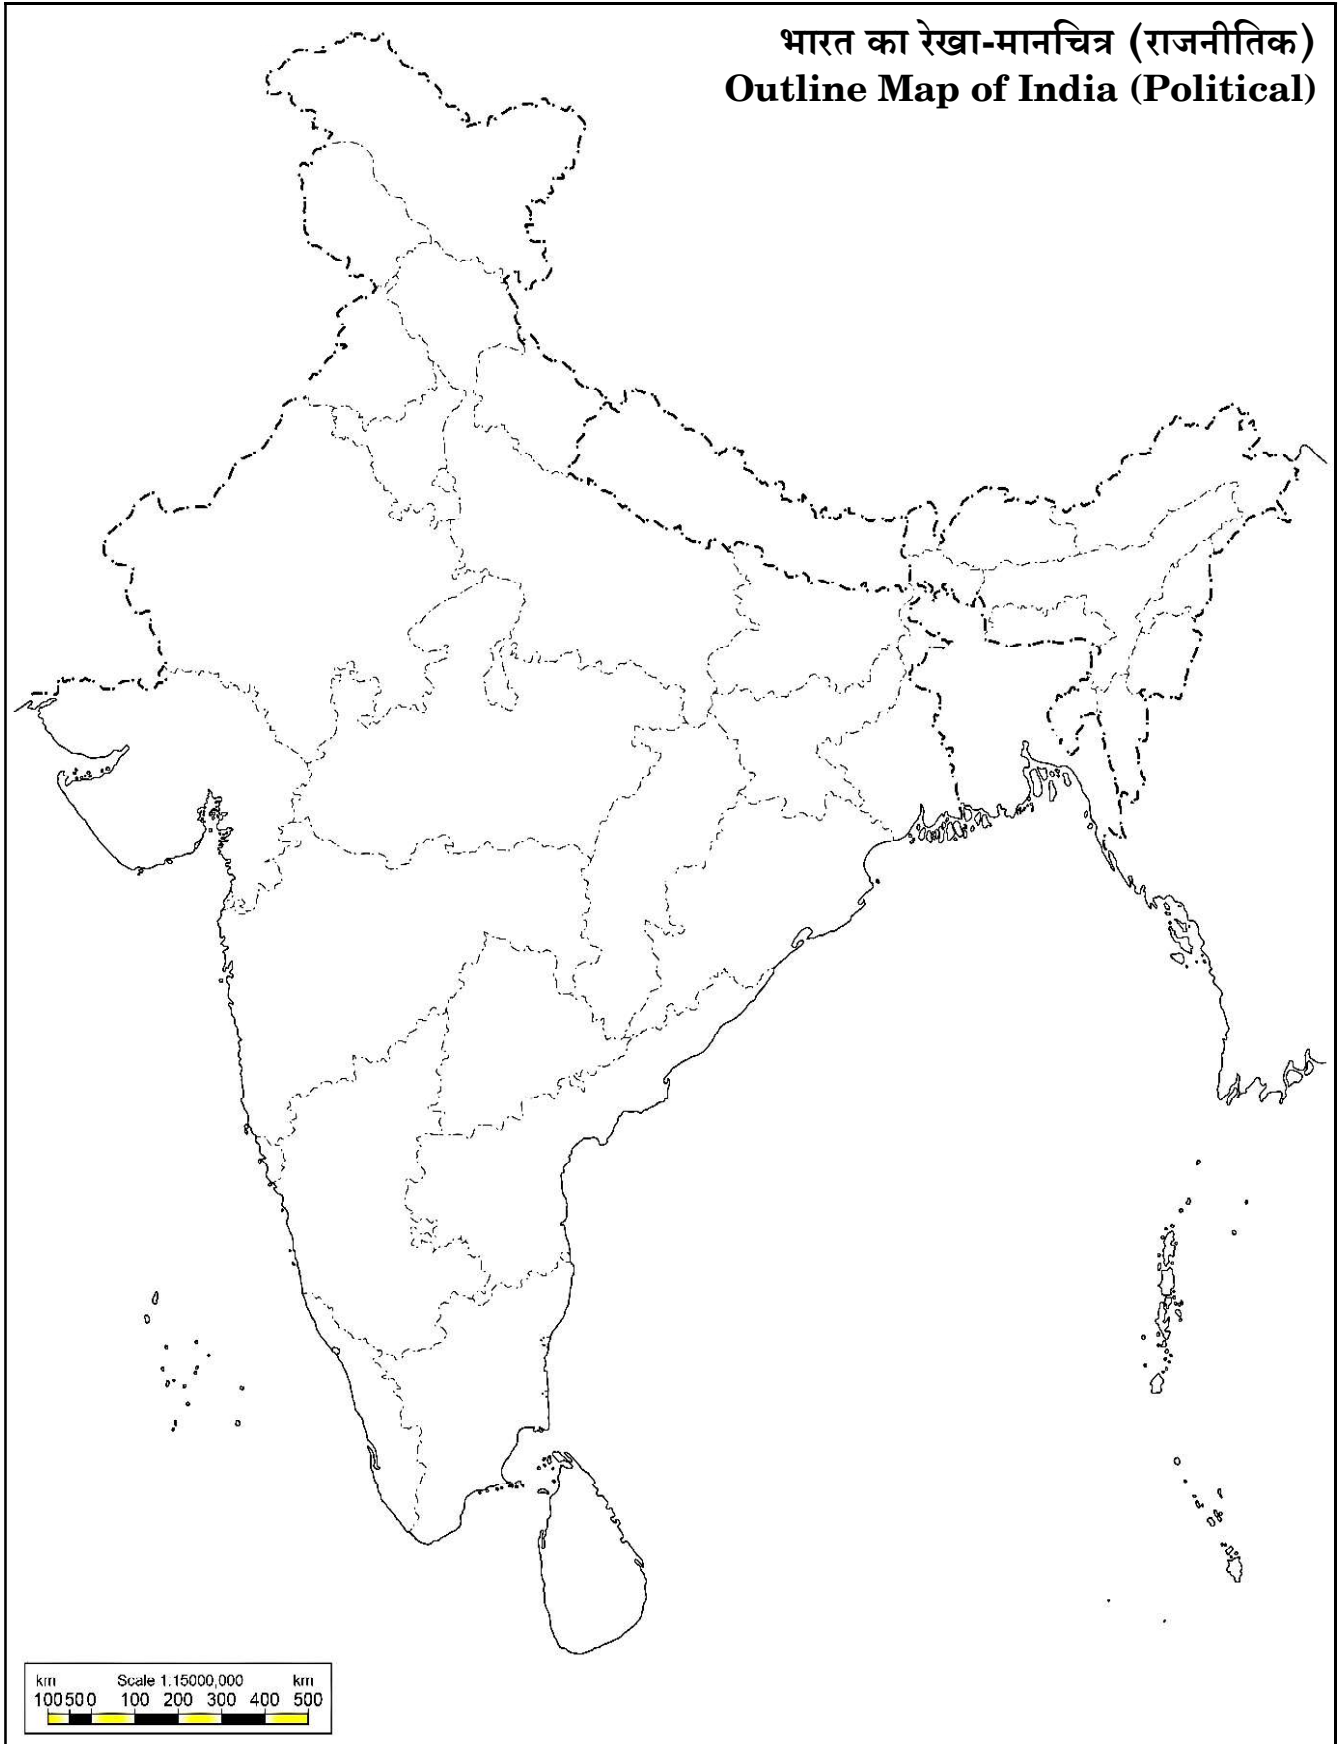 भारत का रेखा-मानचित्र (राजनीतिक)
Outline Map of India (Political)
km Scale 1:15000,000 km
100 50 0 100 200 300 400 500